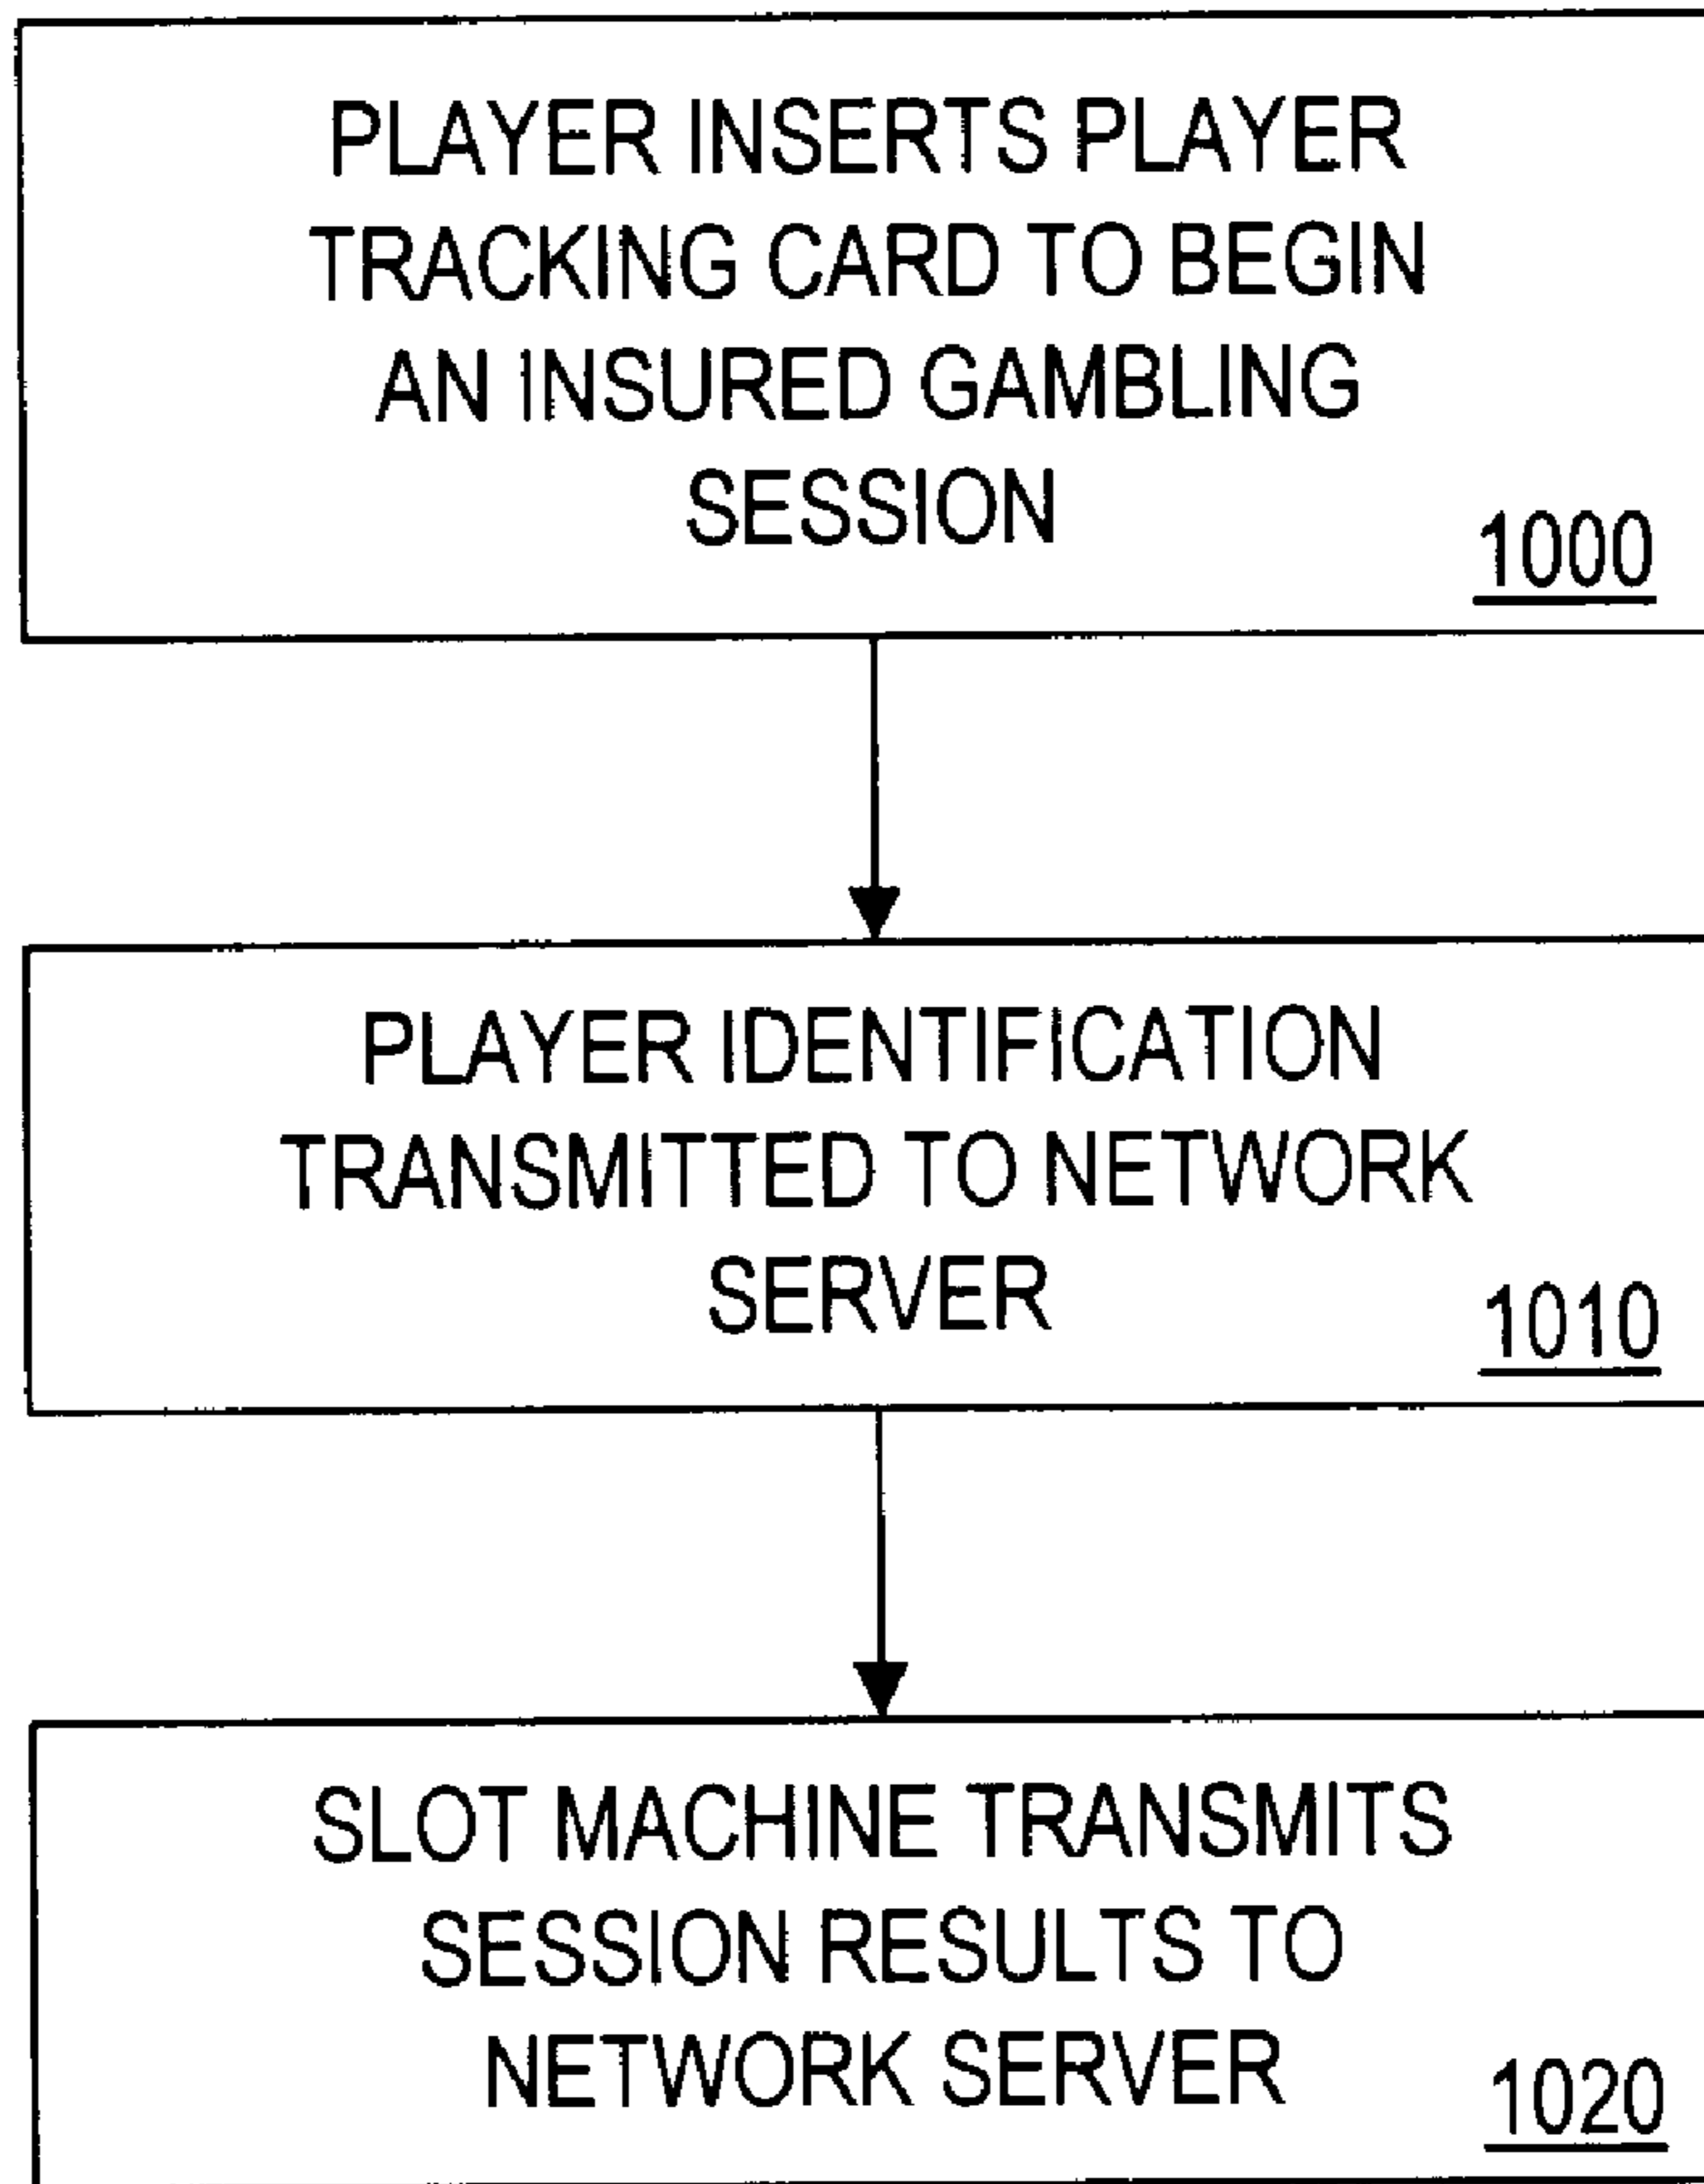 PLAYER INSERTS PLAYER
TRACKING CARD TO BEGIN
AN INSURED GAMBLING
SESSION
1000
PLAYER IDENTIFICATION
TRANSMITTED TO NETWORK
SERVER
1010
SLOT MACHINE TRANSMITS
SESSION RESULTS TO
NETWORK SERVER
1020